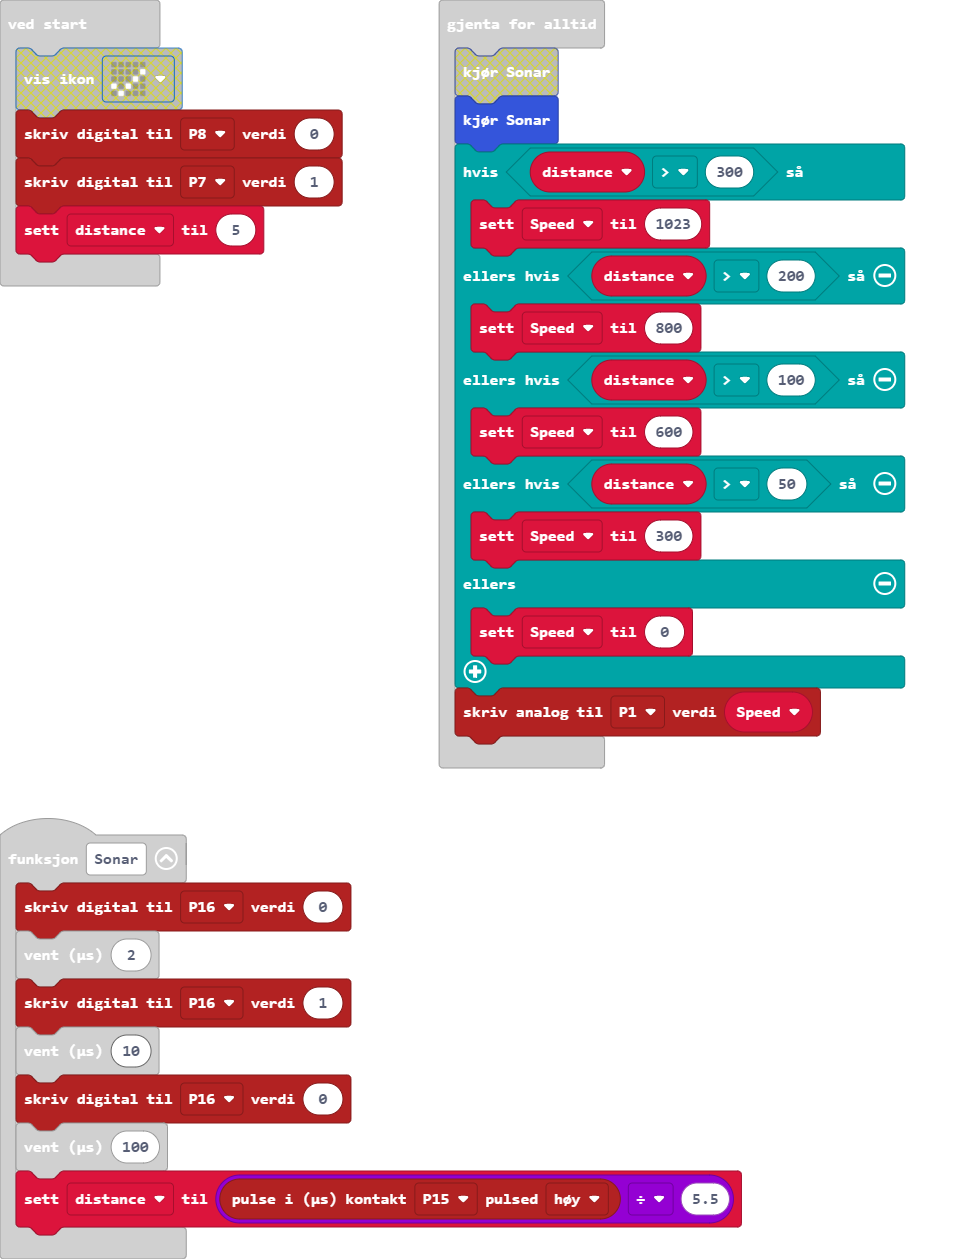 ved start
vis ikon
skriv digital til P8 verdi 0
skriv digital til P7 verdi 1
sett distance til 5
gjenta for alltid
kjør Sonar
kjør Sonar
hvis distance > 300 så
sett Speed til 1023
ellers hvis distance > 200 så
sett Speed til 800
ellers hvis distance > 100 så
sett Speed til 600
ellers hvis distance > 50 så
sett Speed til 300
ellers
sett Speed til 0
skriv analog til P1 verdi Speed
funksjon Sonar
skriv digital til P16 verdi 0
vent (µs) 2
skriv digital til P16 verdi 1
vent (µs) 10
skriv digital til P16 verdi 0
vent (µs) 100
sett distance til pulse i (µs) kontakt P15 pulsed høy ÷ 5.5